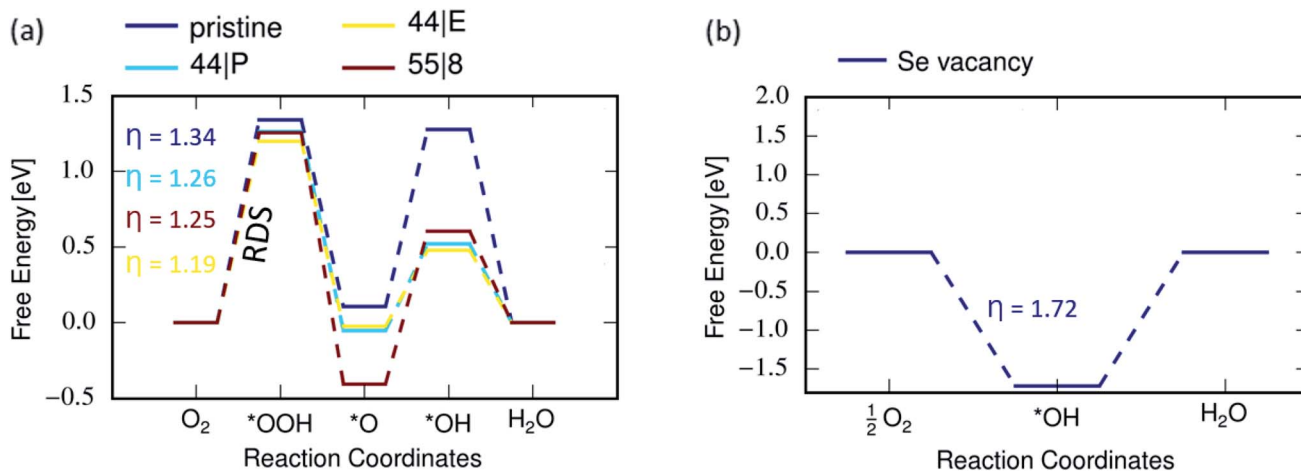 (a)
pristine
44|E
44|P
55|8
1.5
1.0
0.5
0.0
−0.5
Free Energy [eV]
η = 1.34
η = 1.26
η = 1.25
η = 1.19
RDS
O₂
*OOH
*O
*OH
H₂O
Reaction Coordinates
(b)
Se vacancy
2.0
1.5
1.0
0.5
0.0
−0.5
−1.0
−1.5
Free Energy [eV]
η = 1.72
½ O₂
*OH
H₂O
Reaction Coordinates